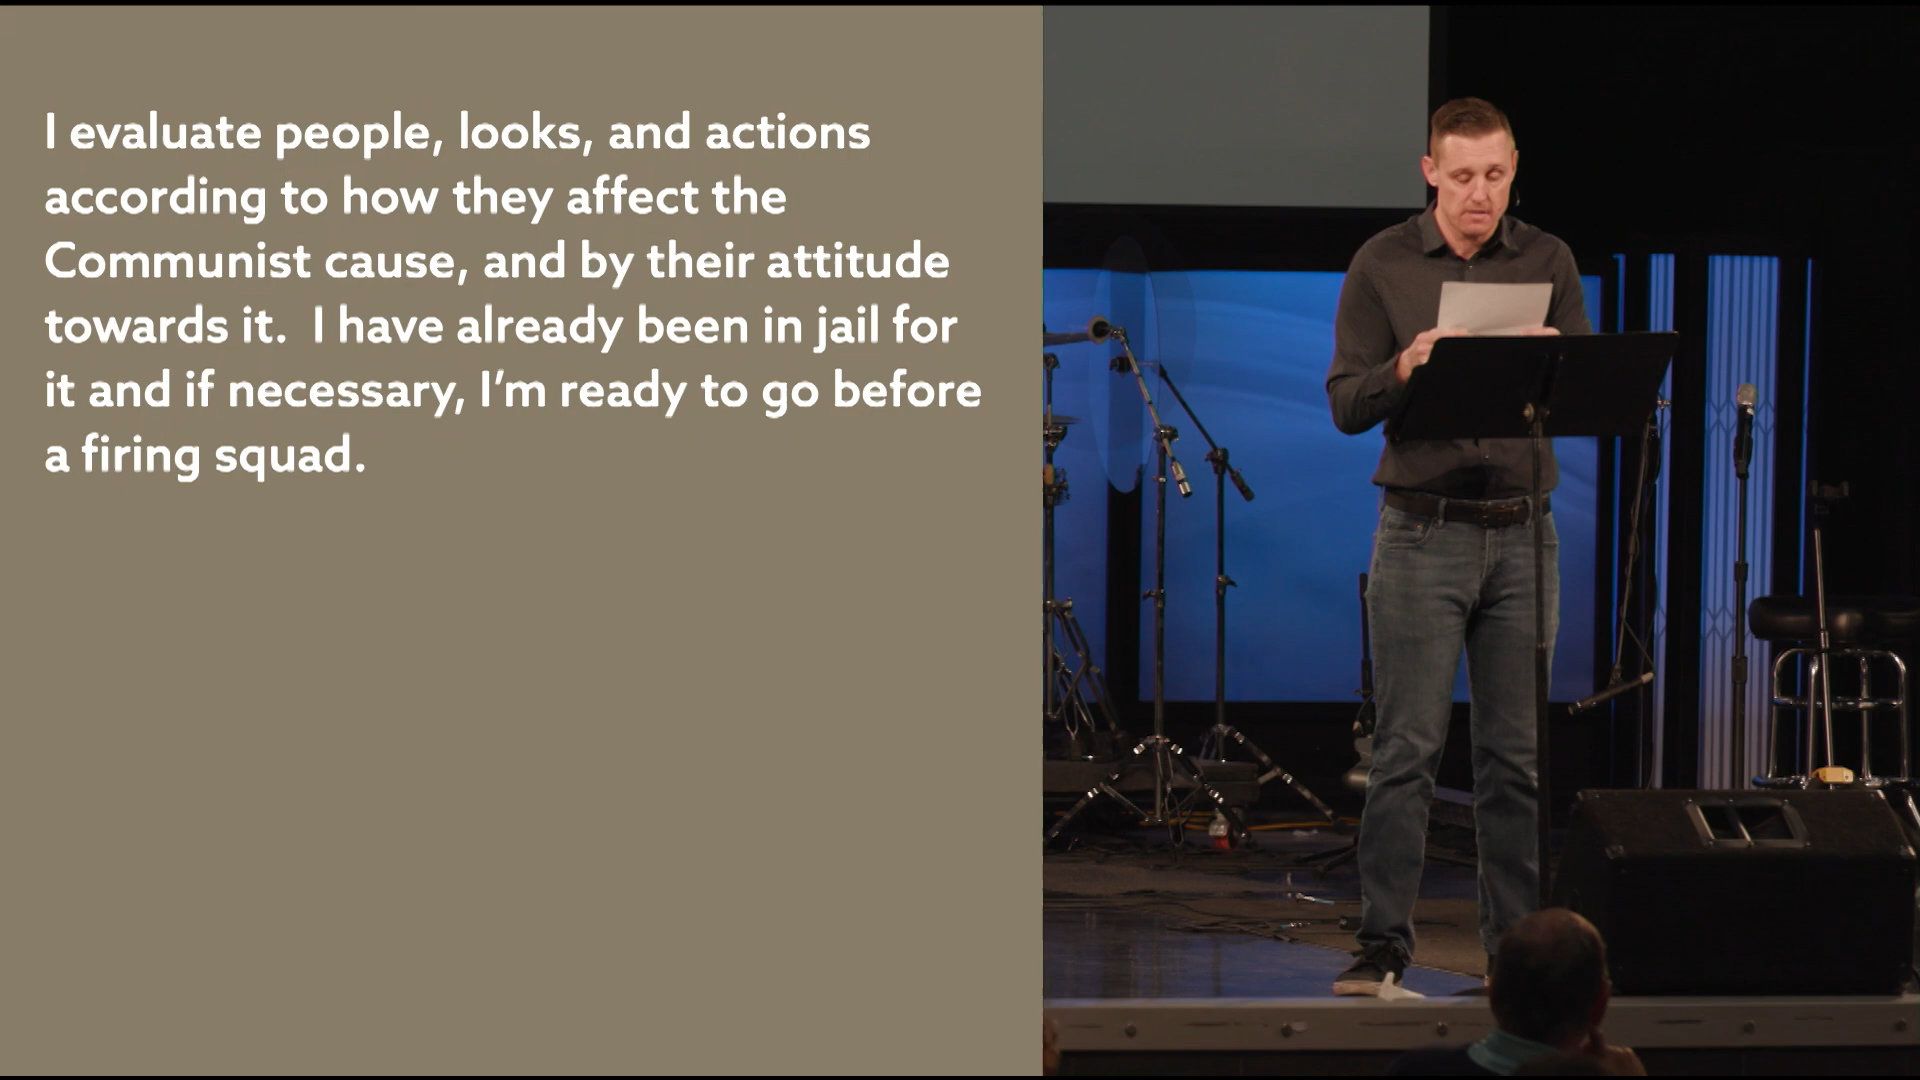 I evaluate people, looks, and actions
according to how they affect the
Communist cause, and by their attitude
towards it.  I have already been in jail for
it and if necessary, I’m ready to go before
a firing squad.